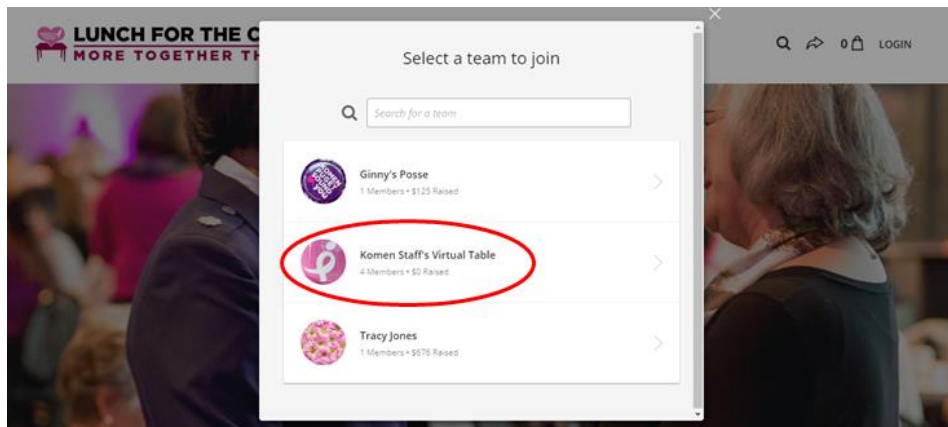 LUNCH FOR THE C
MORE TOGETHER TH
0
LOGIN
Select a team to join
Search for a team
Ginny's Posse
1 Members • $125 Raised
Komen Staff's Virtual Table
4 Members • $0 Raised
Tracy Jones
1 Members • $676 Raised